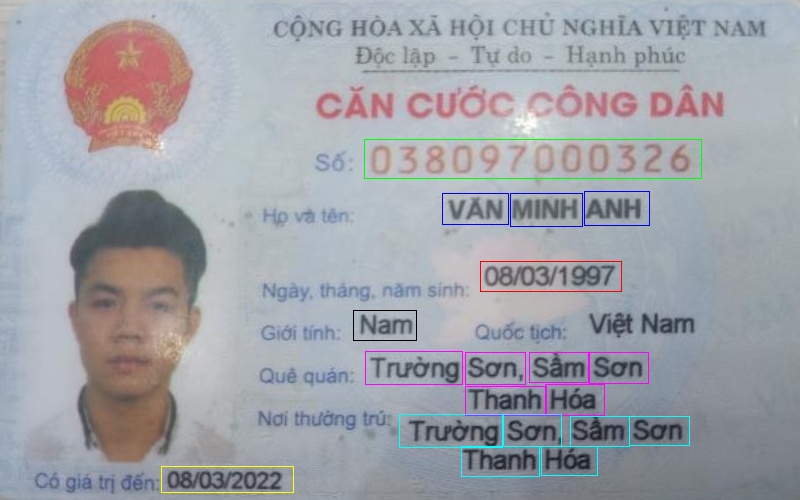 CỘNG HÒA XÃ HỘI CHỦ NGHĨA VIỆT NAM
Độc lập - Tự do - Hạnh phúc
CĂN CƯỚC CÔNG DÂN
Số: 038097000326
Họ và tên: VĂN MINH ANH
Ngày, tháng, năm sinh: 08/03/1997
Giới tính: Nam Quốc tịch: Việt Nam
Quê quán: Trường Sơn, Sầm Sơn
Thanh Hóa
Nơi thường trú: Trường Sơn, Sầm Sơn
Thanh Hóa
Có giá trị đến: 08/03/2022